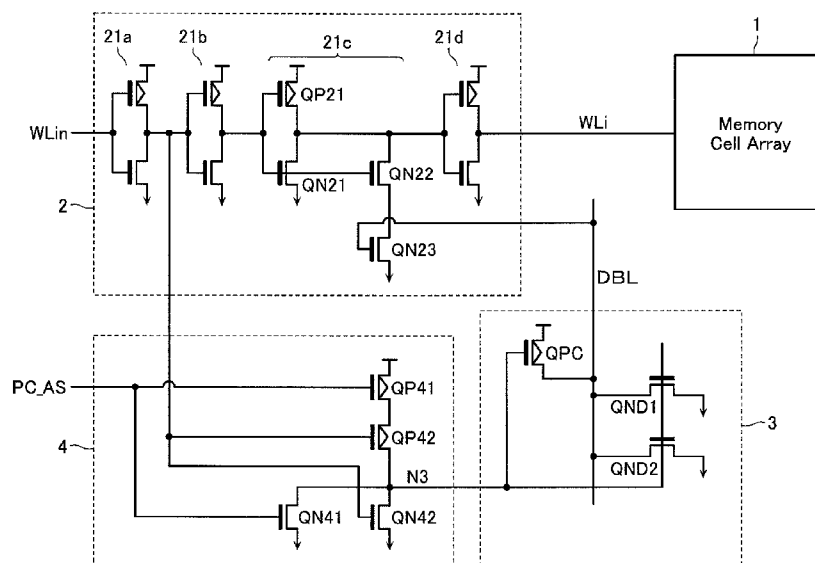 21a
21b
21c
21d
1
QP21
WLin
WLi
Memory
Cell Array
QN21
QN22
2
QN23
DBL
QPC
PC_AS
QP41
QND1
3
4
QP42
QND2
N3
QN41
QN42